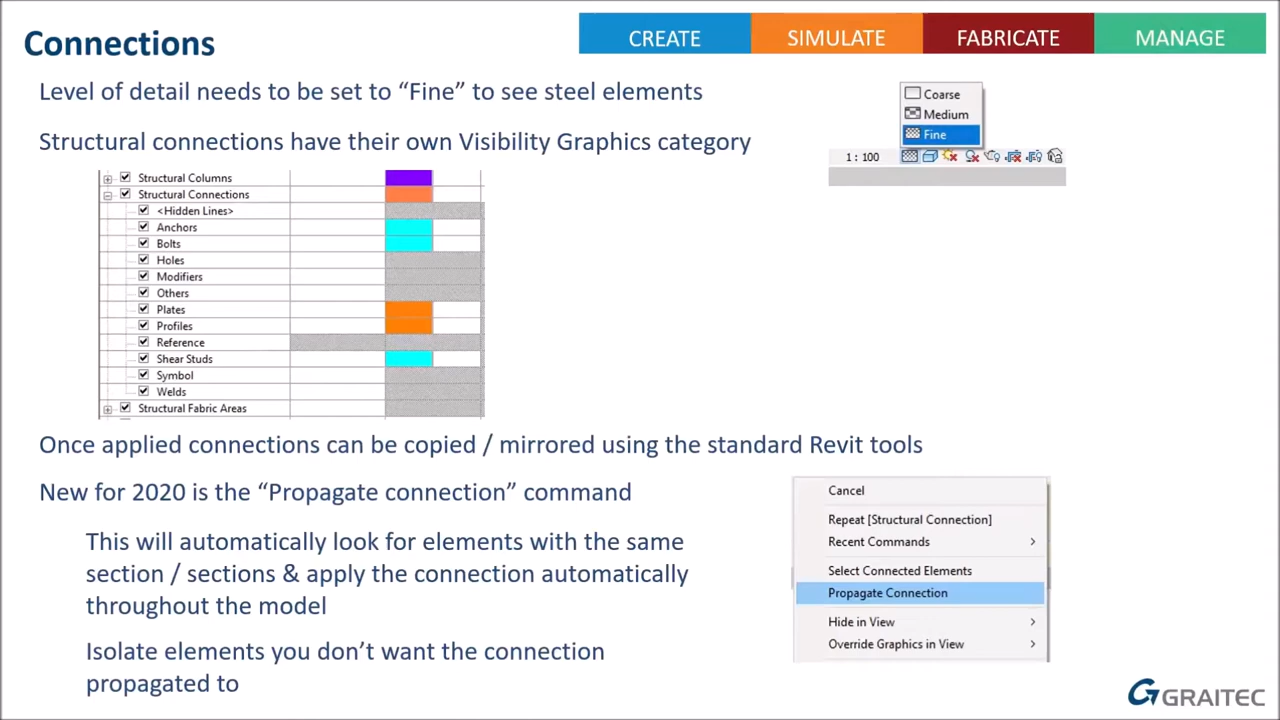 Connections
CREATE
SIMULATE
FABRICATE
MANAGE
Level of detail needs to be set to “Fine” to see steel elements
Coarse
Medium
Fine
1 : 100
Structural connections have their own Visibility Graphics category
Structural Columns
Structural Connections
<Hidden Lines>
Anchors
Bolts
Holes
Modifiers
Others
Plates
Profiles
Reference
Shear Studs
Symbol
Welds
Structural Fabric Areas
Once applied connections can be copied / mirrored using the standard Revit tools
New for 2020 is the “Propagate connection” command
This will automatically look for elements with the same
section / sections & apply the connection automatically
throughout the model
Isolate elements you don’t want the connection
propagated to
Cancel
Repeat [Structural Connection]
Recent Commands
Select Connected Elements
Propagate Connection
Hide in View
Override Graphics in View
GRAITEC